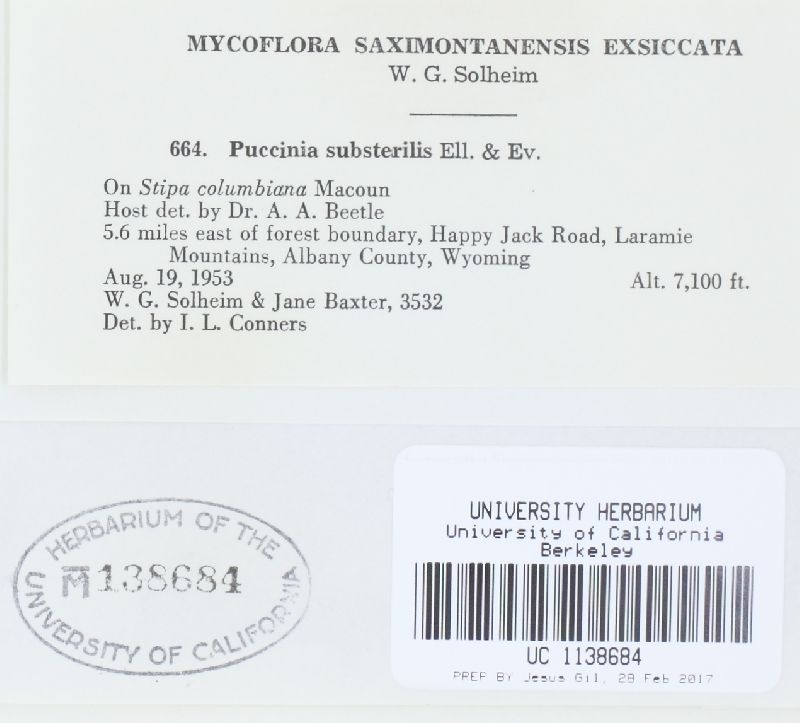 MYCOFLORA SAXIMONTANENSIS EXSICCATA
W. G. Solheim
664. Puccinia substerilis Ell. & Ev.
On Stipa columbiana Macoun
Host det. by Dr. A. A. Beetle
5.6 miles east of forest boundary, Happy Jack Road, Laramie
Mountains, Albany County, Wyoming
Aug. 19, 1953 Alt. 7,100 ft.
W. G. Solheim & Jane Baxter, 3532
Det. by I. L. Conners
HERBARIUM OF THE
M138684
UNIVERSITY OF CALIFORNIA
UNIVERSITY HERBARIUM
University of California
Berkeley
UC 1138684
PREP BY Jesus Gil, 28 Feb 2017